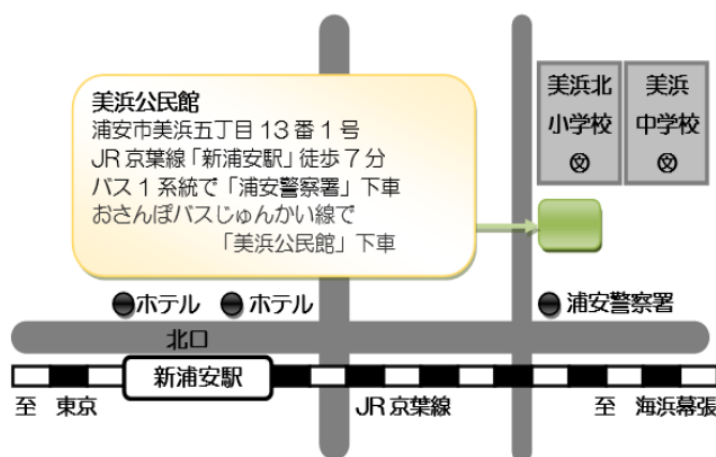 美浜公民館
浦安市美浜五丁目13番1号
JR京葉線「新浦安駅」徒歩7分
バス1系統で「浦安警察署」下車
おさんぽバスじゅんかい線で
「美浜公民館」下車
美浜北
小学校
文
美浜
中学校
文
ホテル
ホテル
浦安警察署
北口
新浦安駅
至 東京
JR京葉線
至 海浜幕張